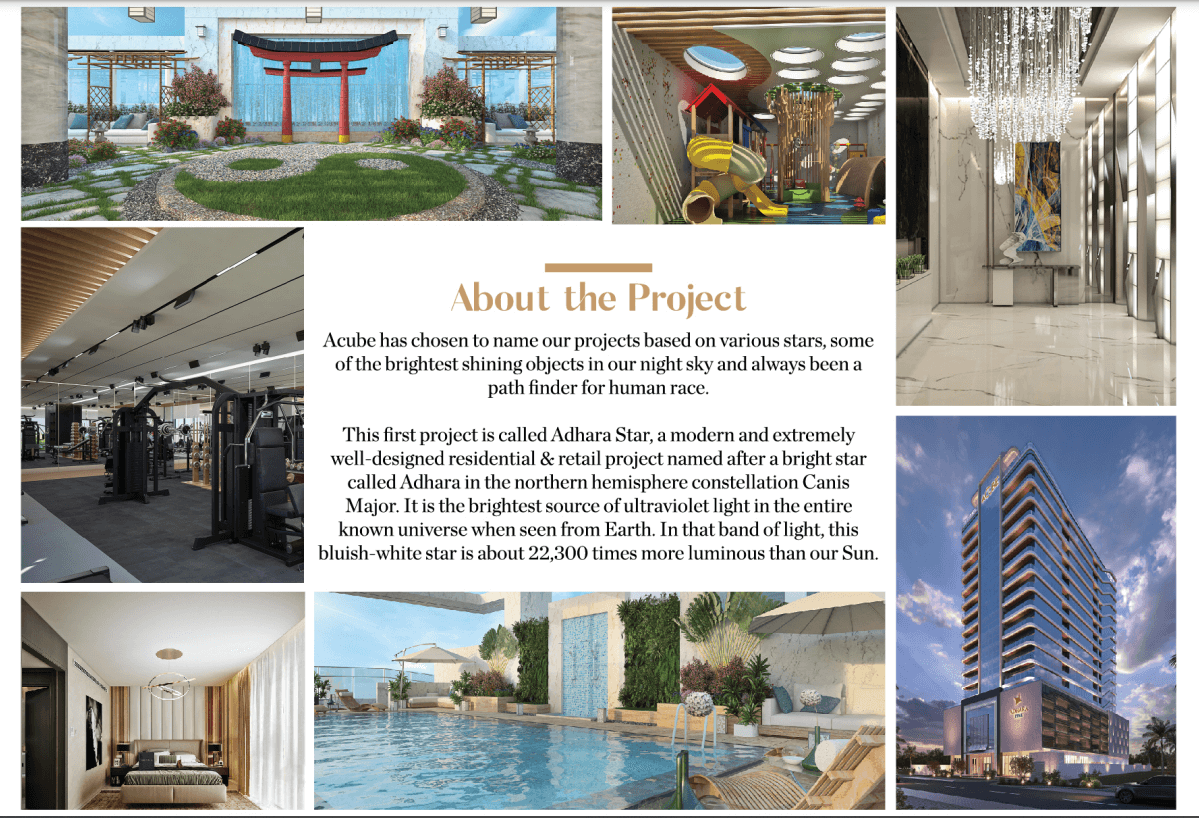 About the Project
Acube has chosen to name our projects based on various stars, some
of the brightest shining objects in our night sky and always been a
path finder for human race.
This first project is called Adhara Star, a modern and extremely
well-designed residential & retail project named after a bright star
called Adhara in the northern hemisphere constellation Canis
Major. It is the brightest source of ultraviolet light in the entire
known universe when seen from Earth. In that band of light, this
bluish-white star is about 22,300 times more luminous than our Sun.